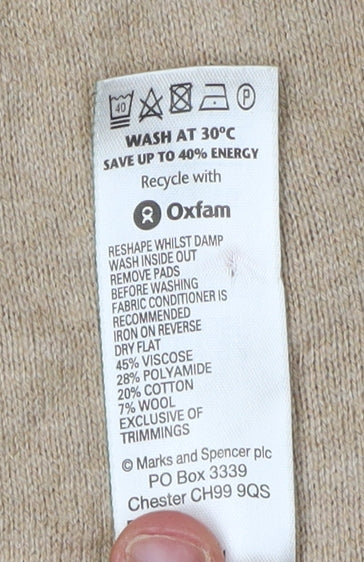 40 P
WASH AT 30ºC
SAVE UP TO 40% ENERGY
Recycle with
Oxfam
RESHAPE WHILST DAMP
WASH INSIDE OUT
REMOVE PADS
BEFORE WASHING
FABRIC CONDITIONER IS
RECOMMENDED
IRON ON REVERSE
DRY FLAT
45% VISCOSE
28% POLYAMIDE
20% COTTON
7% WOOL
EXCLUSIVE OF
TRIMMINGS
© Marks and Spencer plc
PO Box 3339
Chester CH99 9QS